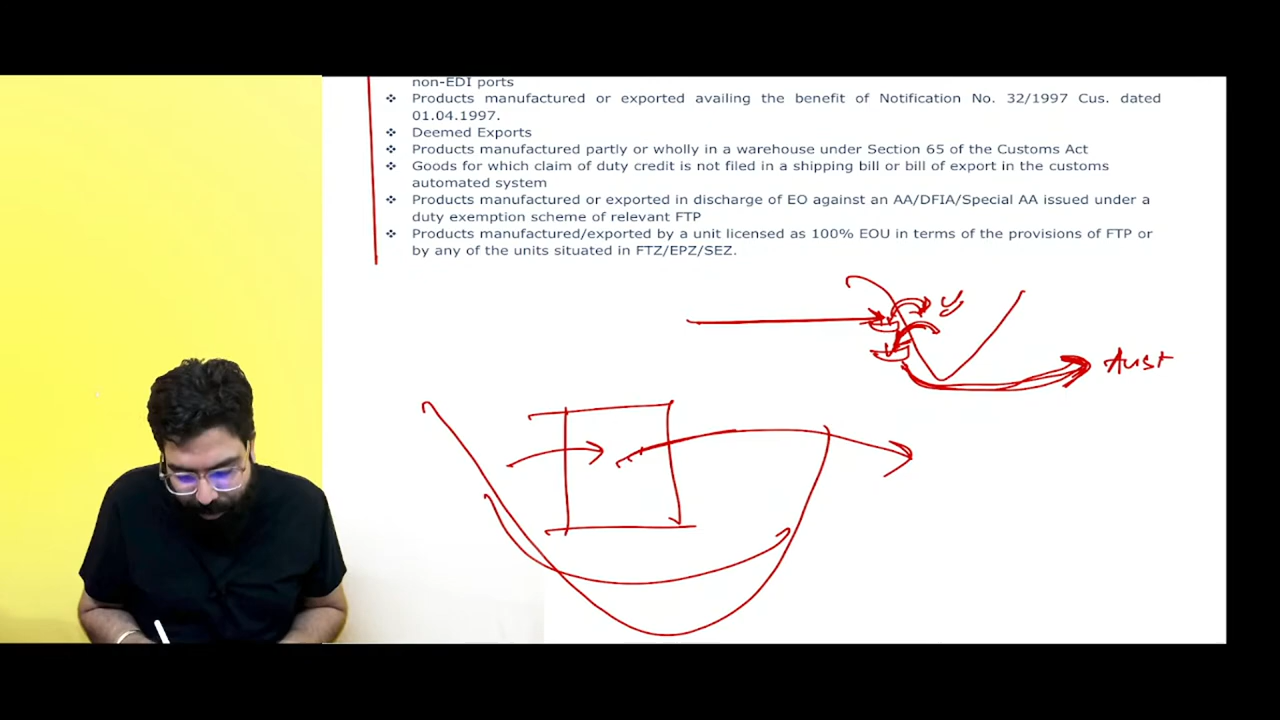 non-EDI ports
❖ Products manufactured or exported availing the benefit of Notification No. 32/1997 Cus. dated
01.04.1997.
❖ Deemed Exports
❖ Products manufactured partly or wholly in a warehouse under Section 65 of the Customs Act
❖ Goods for which claim of duty credit is not filed in a shipping bill or bill of export in the customs
automated system
❖ Products manufactured or exported in discharge of EO against an AA/DFIA/Special AA issued under a
duty exemption scheme of relevant FTP
❖ Products manufactured/exported by a unit licensed as 100% EOU in terms of the provisions of FTP or
by any of the units situated in FTZ/EPZ/SEZ.
Aust